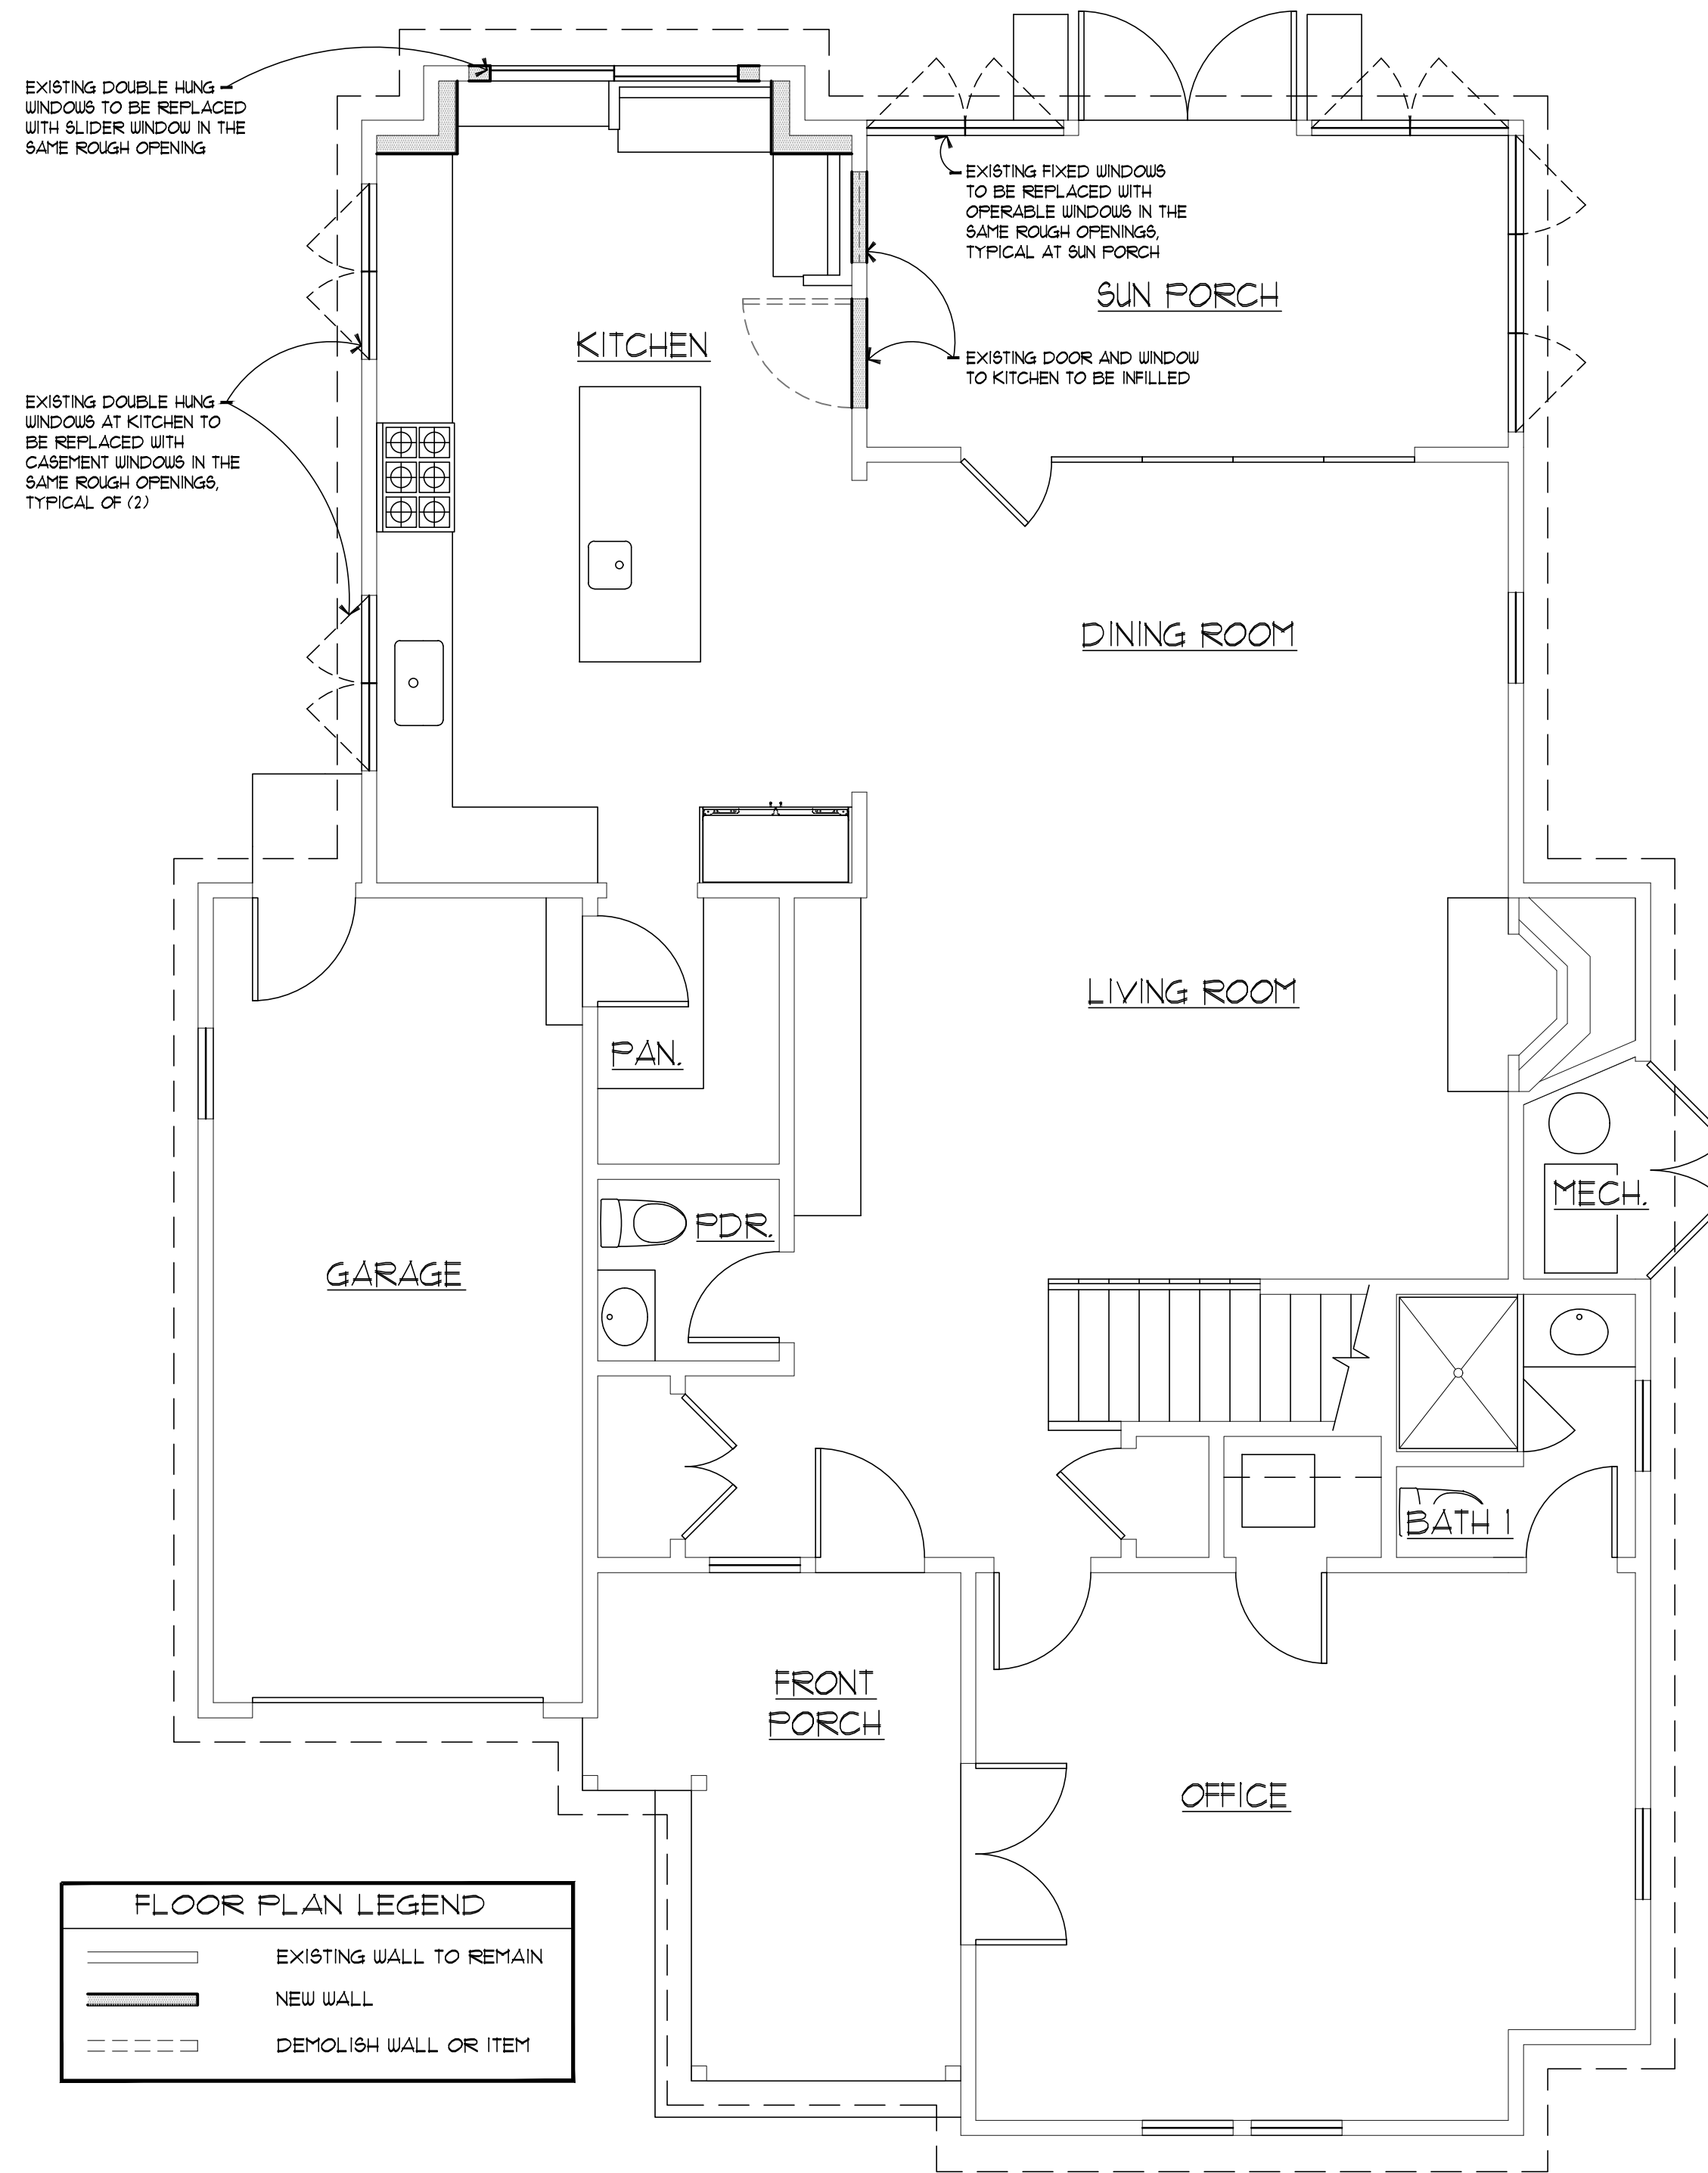 EXISTING DOUBLE HUNG
WINDOWS TO BE REPLACED
WITH SLIDER WINDOW IN THE
SAME ROUGH OPENING
EXISTING FIXED WINDOWS
TO BE REPLACED WITH
OPERABLE WINDOWS IN THE
SAME ROUGH OPENINGS,
TYPICAL AT SUN PORCH
SUN PORCH
KITCHEN
EXISTING DOOR AND WINDOW
TO KITCHEN TO BE INFILLED
EXISTING DOUBLE HUNG
WINDOWS AT KITCHEN TO
BE REPLACED WITH
CASEMENT WINDOWS IN THE
SAME ROUGH OPENINGS,
TYPICAL OF (2)
DINING ROOM
LIVING ROOM
PAN.
MECH.
PDR.
GARAGE
BATH 1
FRONT
PORCH
OFFICE
FLOOR PLAN LEGEND
EXISTING WALL TO REMAIN
NEW WALL
DEMOLISH WALL OR ITEM